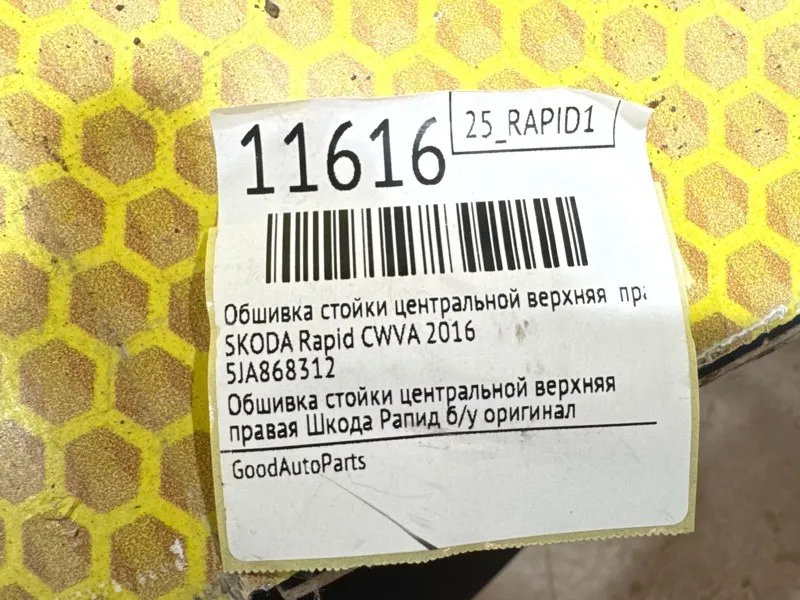 11616
25_RAPID1
Обшивка стойки центральной верхняя
SKODA Rapid CWVA 2016
5JA868312
Обшивка стойки центральной верхняя
правая Шкода Рапид б/у оригинал
GoodAutoParts